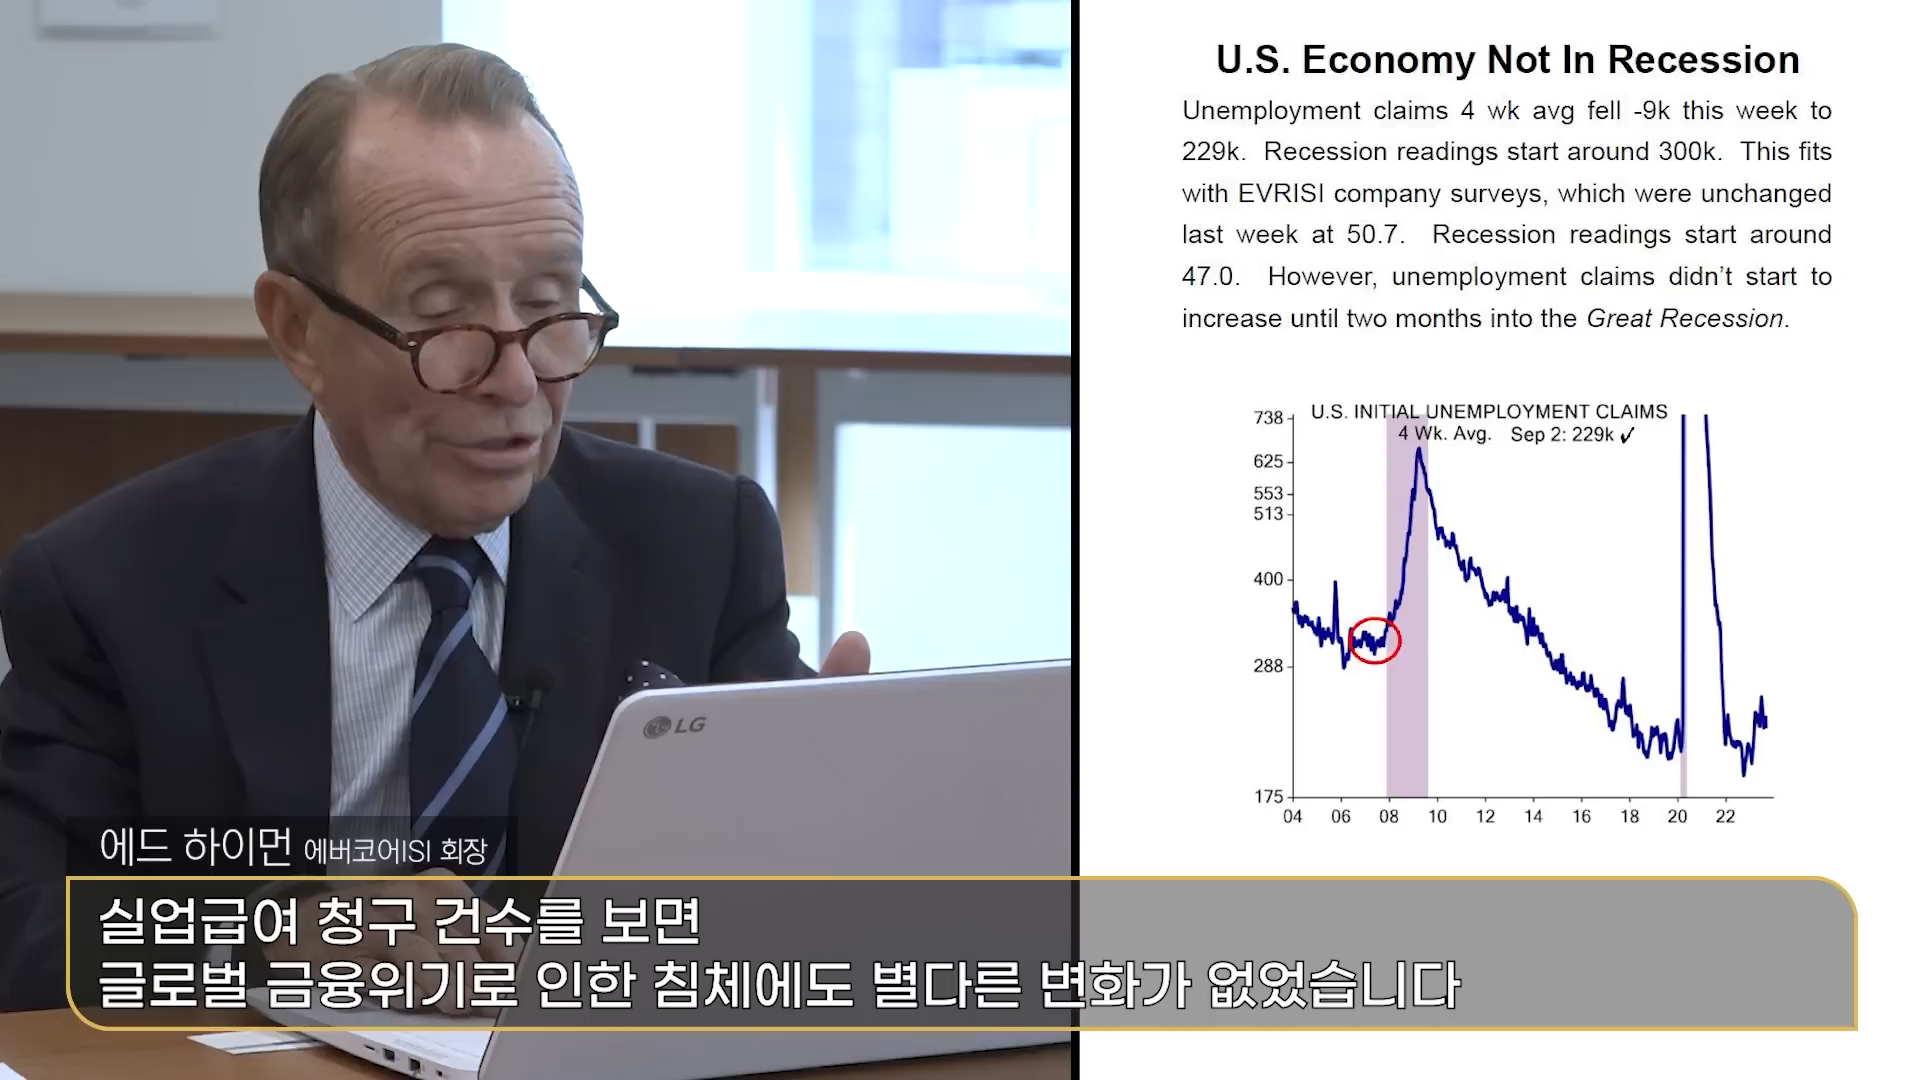 U.S. Economy Not In Recession
Unemployment claims 4 wk avg fell -9k this week to
229k. Recession readings start around 300k. This fits
with EVRISI company surveys, which were unchanged
last week at 50.7. Recession readings start around
47.0. However, unemployment claims didn't start to
increase until two months into the Great Recession.
U.S. INITIAL UNEMPLOYMENT CLAIMS
4 Wk. Avg. Sep 2: 229k ✓
738
625
553
513
400
288
175
04 06 08 10 12 14 16 18 20 22
LG
에드 하이먼 에버코어ISI 회장
실업급여 청구 건수를 보면
글로벌 금융위기로 인한 침체에도 별다른 변화가 없었습니다